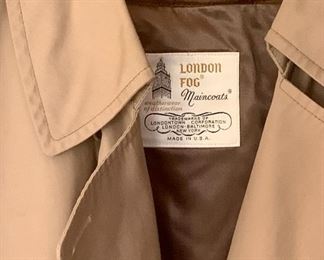 LONDON
FOG®
Maincoats®
weatherwear
of distinction
TRADEMARKS OF
LONDONTOWN CORPORATION
LONDON-BALTIMORE
NEW YORK
MADE IN U.S.A.